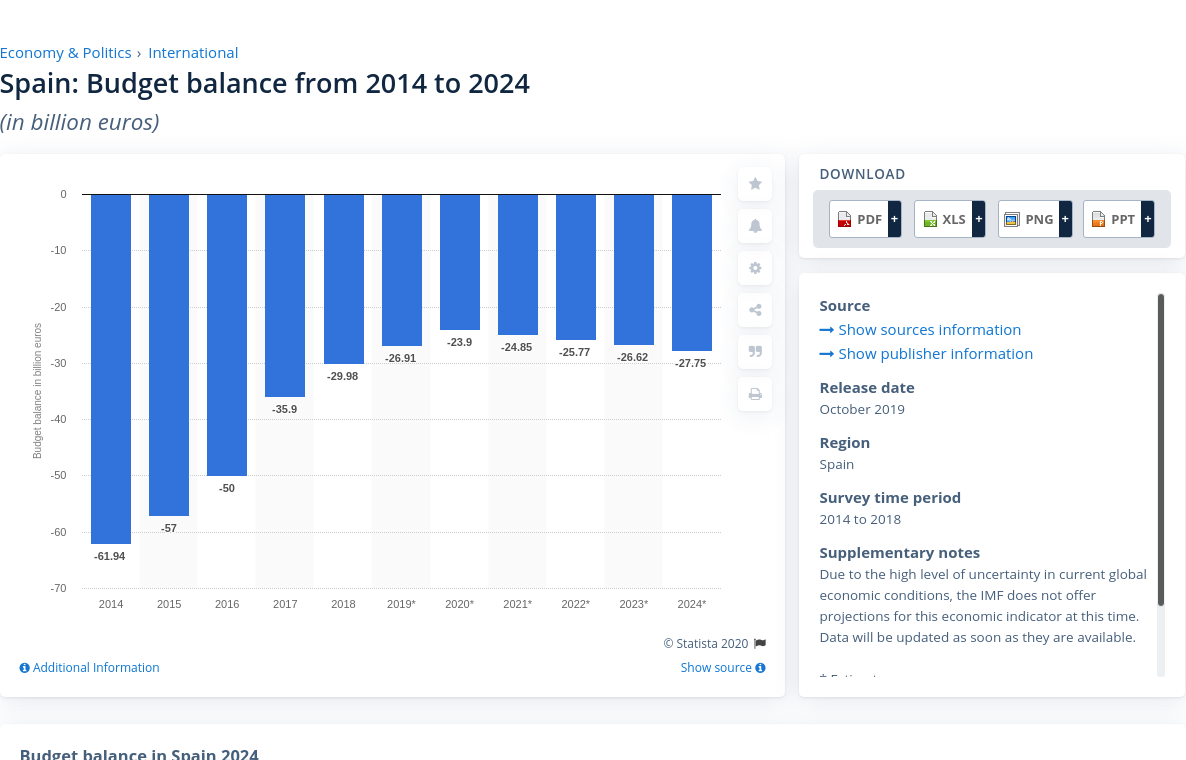 Economy & Politics › International
Spain: Budget balance from 2014 to 2024
(in billion euros)
Budget balance in billion euros
0
-10
-20
-30
-40
-50
-60
-70
-61.94
-57
-50
-35.9
-29.98
-26.91
-23.9
-24.85
-25.77
-26.62
-27.75
2014 2015 2016 2017 2018 2019* 2020* 2021* 2022* 2023* 2024*
© Statista 2020
Additional Information
Show source
DOWNLOAD
PDF + XLS + PNG + PPT +
Source
Show sources information
Show publisher information
Release date
October 2019
Region
Spain
Survey time period
2014 to 2018
Supplementary notes
Due to the high level of uncertainty in current global
economic conditions, the IMF does not offer
projections for this economic indicator at this time.
Data will be updated as soon as they are available.
Budget balance in Spain 2024